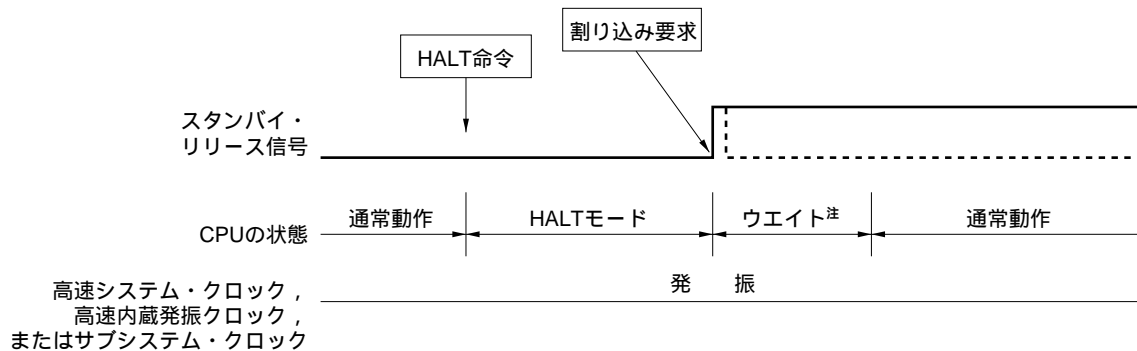 割り込み要求
HALT命令
スタンバイ・
リリース信号
CPUの状態
通常動作
HALTモード
ウエイト注
通常動作
高速システム・クロック，
高速内蔵発振クロック，
またはサブシステム・クロック
発　振